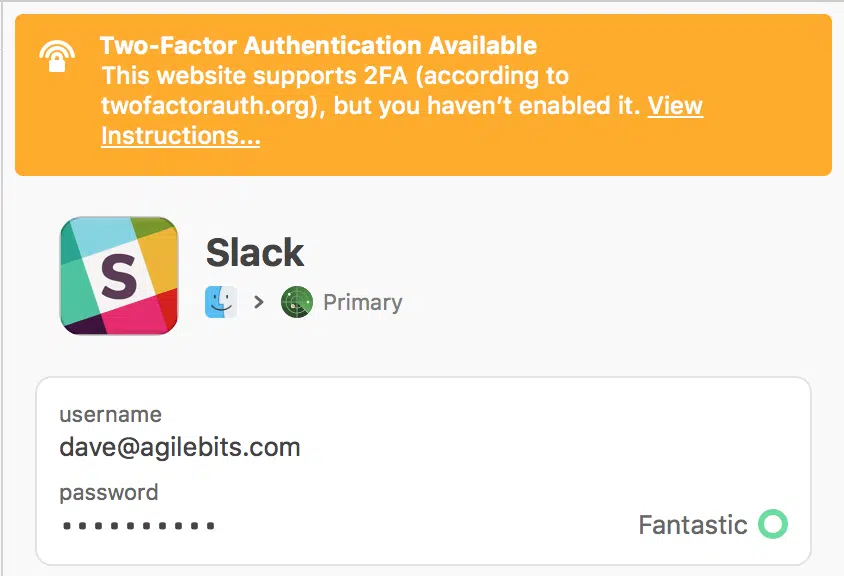 Two-Factor Authentication Available
This website supports 2FA (according to
twofactorauth.org), but you haven’t enabled it. View
Instructions...
S
Slack
> Primary
username
dave@agilebits.com
password
••••••••••
Fantastic